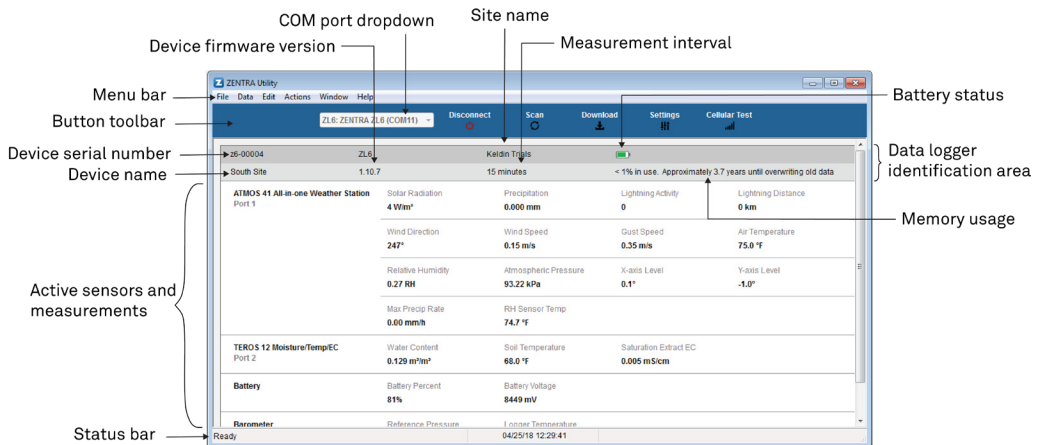 Site name
COM port dropdown
Device firmware version
Measurement interval
Menu bar
Battery status
Button toolbar
Device serial number
Device name
Data logger
identification area
Memory usage
Active sensors and
measurements
Status bar
ZENTRA Utility
File Data Edit Actions Window Help
ZL6: ZENTRA ZL6 (COM11)
Disconnect Scan Download Settings Cellular Test
z6-00004 ZL6 Keldin Trials
South Site 1.10.7 15 minutes < 1% in use. Approximately 3.7 years until overwriting old data
ATMOS 41 All-in-one Weather Station Solar Radiation Precipitation Lightning Activity Lightning Distance
Port 1 4 W/m² 0.000 mm 0 0 km
Wind Direction Wind Speed Gust Speed Air Temperature
247° 0.15 m/s 0.35 m/s 75.0 °F
Relative Humidity Atmospheric Pressure X-axis Level Y-axis Level
0.27 RH 93.22 kPa 0.1° -1.0°
Max Precip Rate RH Sensor Temp
0.00 mm/h 74.7 °F
TEROS 12 Moisture/Temp/EC Water Content Soil Temperature Saturation Extract EC
Port 2 0.129 m³/m³ 68.0 °F 0.005 mS/cm
Battery Battery Percent Battery Voltage
81% 8449 mV
Barometer Reference Pressure Logger Temperature
Ready 04/25/18 12:29:41